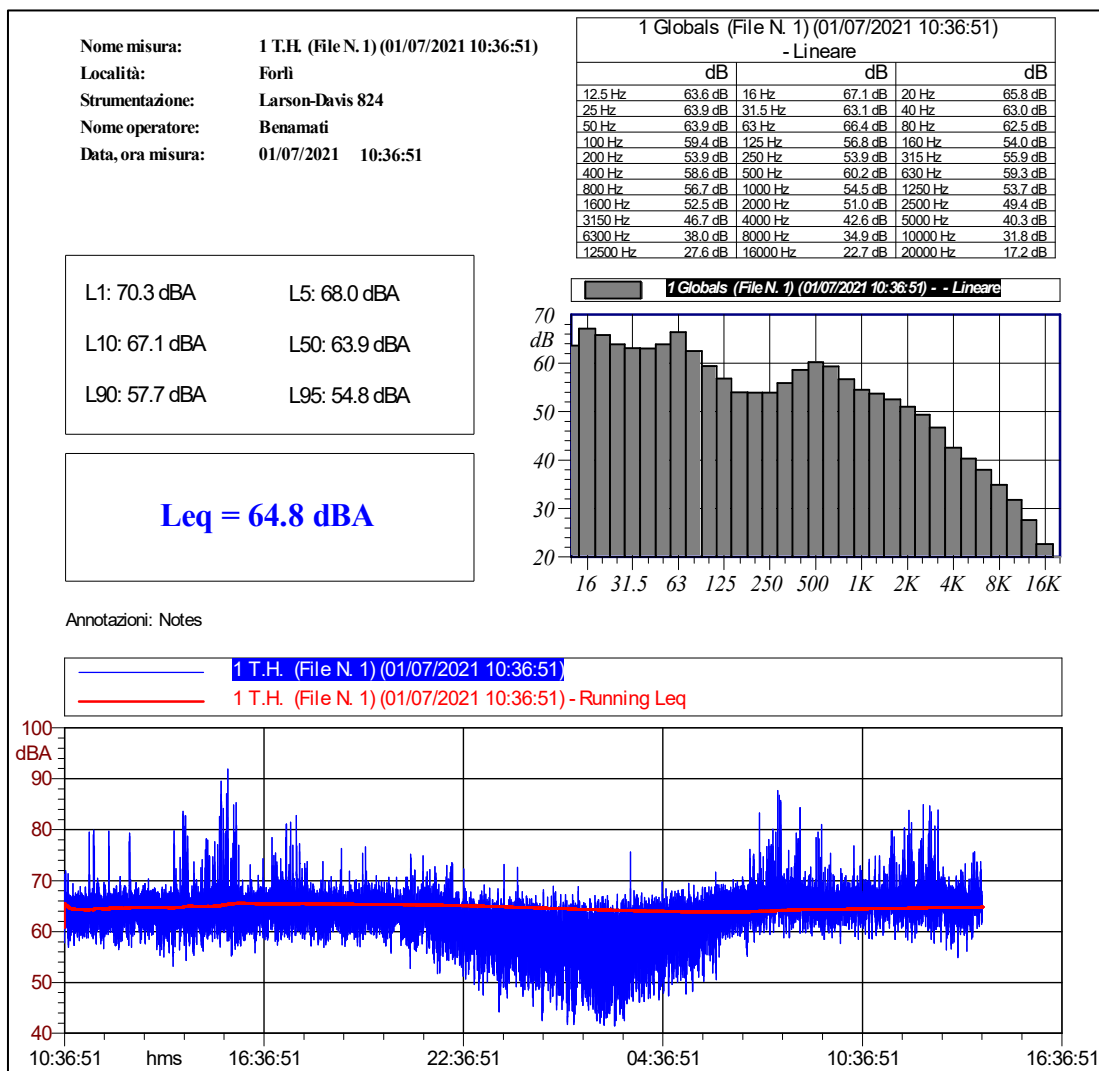 Nome misura: 1 T.H. (File N. 1) (01/07/2021 10:36:51)
Località: Forlì
Strumentazione: Larson-Davis 824
Nome operatore: Benamati
Data, ora misura: 01/07/2021 10:36:51
1 Globals (File N. 1) (01/07/2021 10:36:51)
- Lineare
dB dB dB
12.5 Hz 63.6 dB 16 Hz 67.1 dB 20 Hz 65.8 dB
25 Hz 63.9 dB 31.5 Hz 63.1 dB 40 Hz 63.0 dB
50 Hz 63.9 dB 63 Hz 66.4 dB 80 Hz 62.5 dB
100 Hz 59.4 dB 125 Hz 56.8 dB 160 Hz 54.0 dB
200 Hz 53.9 dB 250 Hz 53.9 dB 315 Hz 55.9 dB
400 Hz 58.6 dB 500 Hz 60.2 dB 630 Hz 59.3 dB
800 Hz 56.7 dB 1000 Hz 54.5 dB 1250 Hz 53.7 dB
1600 Hz 52.5 dB 2000 Hz 51.0 dB 2500 Hz 49.4 dB
3150 Hz 46.7 dB 4000 Hz 42.6 dB 5000 Hz 40.3 dB
6300 Hz 38.0 dB 8000 Hz 34.9 dB 10000 Hz 31.8 dB
12500 Hz 27.6 dB 16000 Hz 22.7 dB 20000 Hz 17.2 dB
L1: 70.3 dBA L5: 68.0 dBA
L10: 67.1 dBA L50: 63.9 dBA
L90: 57.7 dBA L95: 54.8 dBA
Leq = 64.8 dBA
1 Globals (File N. 1) (01/07/2021 10:36:51) - - Lineare
70
dB
60
50
40
30
20
16 31.5 63 125 250 500 1K 2K 4K 8K 16K
Annotazioni: Notes
1 T.H. (File N. 1) (01/07/2021 10:36:51)
1 T.H. (File N. 1) (01/07/2021 10:36:51) - Running Leq
100
dBA
90
80
70
60
50
40
10:36:51 hms 16:36:51 22:36:51 04:36:51 10:36:51 16:36:51